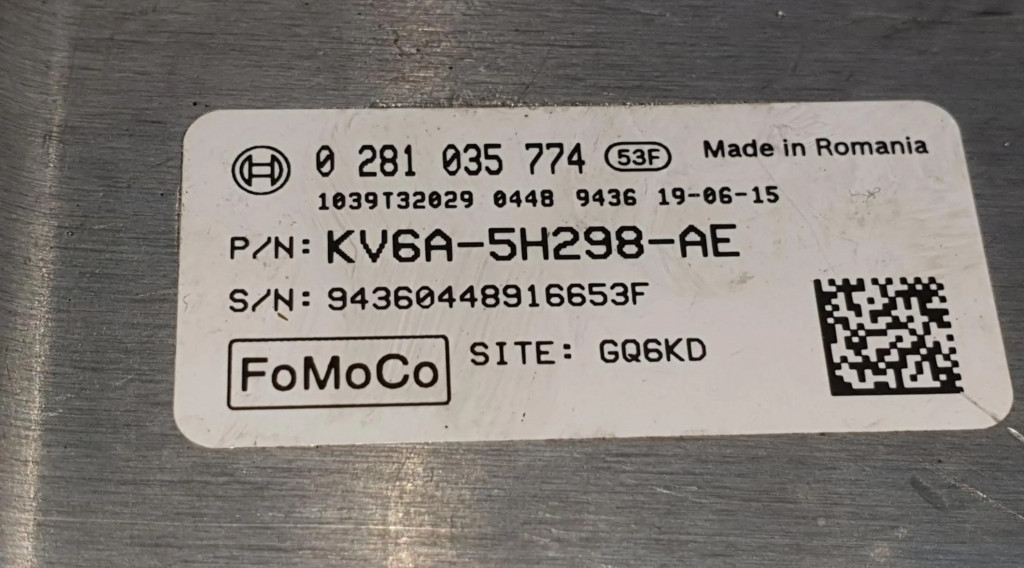 0 281 035 774 53F Made in Romania
1039T32029 0448 9436 19-06-15
P/N: KV6A-5H298-AE
S/N: 94360448916653F
FoMoCo SITE: GQ6KD